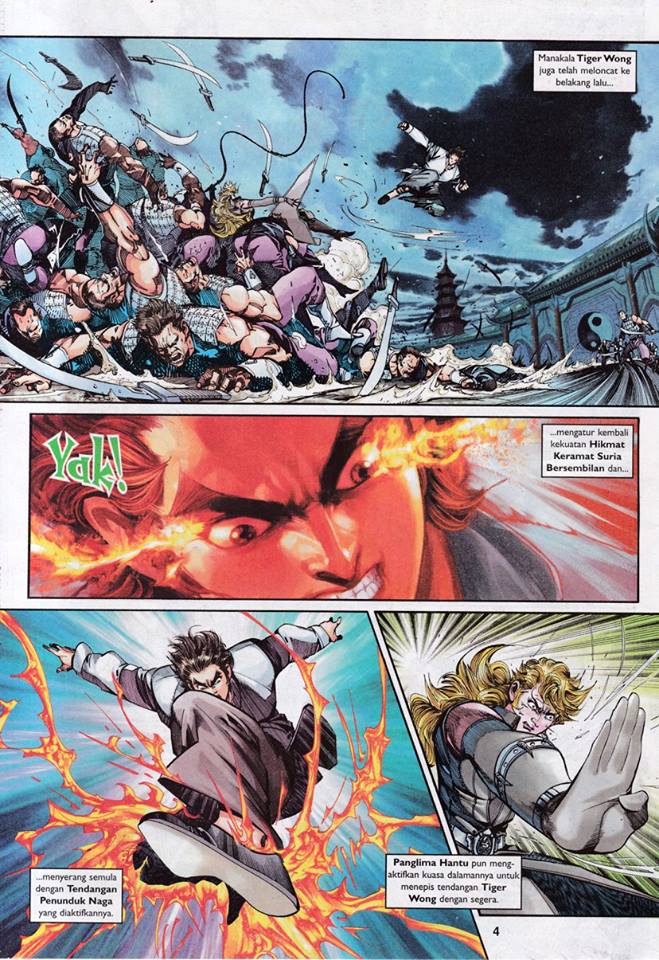 Manakala Tiger Wong
juga telah meloncat ke
belakang lalu...
Yak!
...mengatur kembali
kekuatan Hikmat
Keramat Suria
Bersembilan dan...
...menyerang semula
dengan Tendangan
Penunduk Naga
yang diaktifkannya.
Panglima Hantu pun meng-
aktifkan kuasa dalamannya untuk
menepis tendangan Tiger
Wong dengan segera.
4